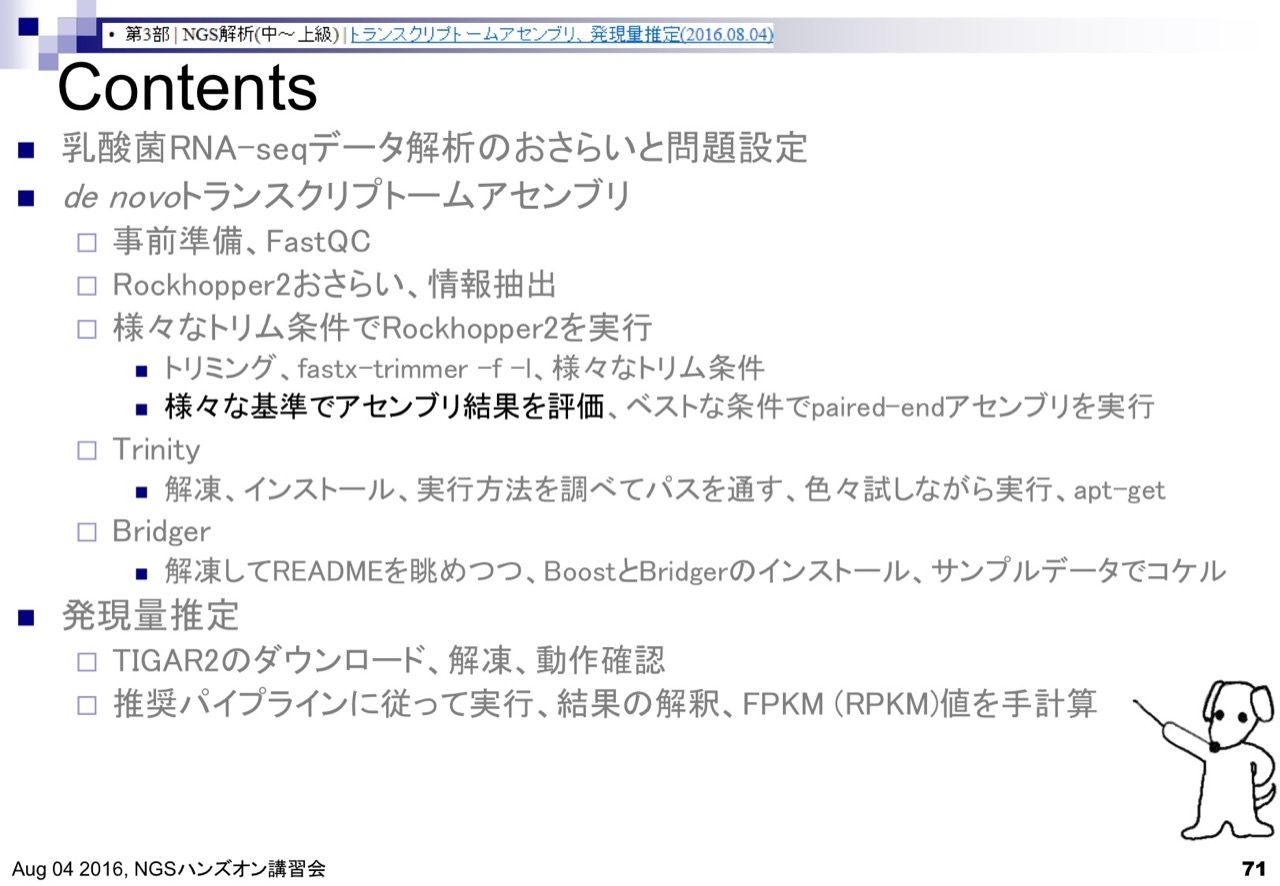 • 第3部 | NGS解析(中～上級) | トランスクリプトームアセンブリ、発現量推定(2016.08.04)
Contents
乳酸菌RNA-seqデータ解析のおさらいと問題設定
de novoトランスクリプトームアセンブリ
事前準備、FastQC
Rockhopper2おさらい、情報抽出
様々なトリム条件でRockhopper2を実行
トリミング、fastx-trimmer -f -l、様々なトリム条件
様々な基準でアセンブリ結果を評価、ベストな条件でpaired-endアセンブリを実行
Trinity
解凍、インストール、実行方法を調べてパスを通す、色々試しながら実行、apt-get
Bridger
解凍してREADMEを眺めつつ、BoostとBridgerのインストール、サンプルデータでコケル
発現量推定
TIGAR2のダウンロード、解凍、動作確認
推奨パイプラインに従って実行、結果の解釈、FPKM (RPKM)値を手計算
Aug 04 2016, NGSハンズオン講習会
71